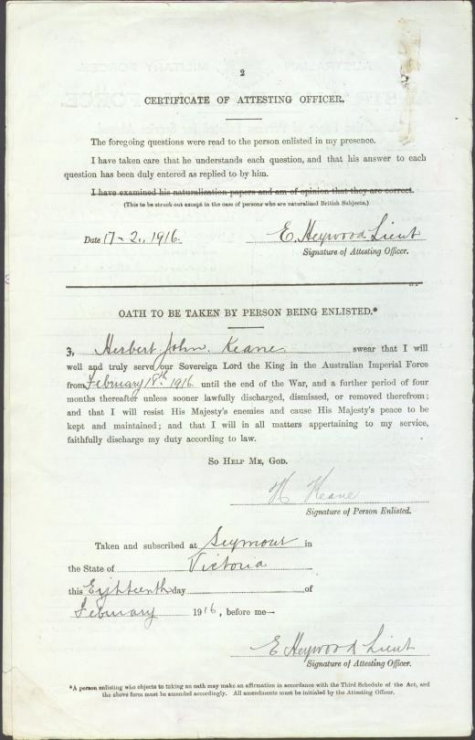 2
CERTIFICATE OF ATTESTING OFFICER.
The foregoing questions were read to the person enlisted in my presence.
I have taken care that he understands each question, and that his answer to each
question has been duly entered as replied to by him.
I have examined his naturalization papers and am of opinion that they are correct.
(This to be struck out except in the case of persons who are naturalized British Subjects.)
Date 17-2-1916. E. Heywood Lieut
Signature of Attesting Officer.
OATH TO BE TAKEN BY PERSON BEING ENLISTED.*
I, Herbert John Keane swear that I will
well and truly serve our Sovereign Lord the King in the Australian Imperial Force
from February 18th 1916 until the end of the War, and a further period of four
months thereafter unless sooner lawfully discharged, dismissed, or removed therefrom;
and that I will resist His Majesty's enemies and cause His Majesty's peace to be
kept and maintained; and that I will in all matters appertaining to my service,
faithfully discharge my duty according to law.
SO HELP ME, GOD.
H Keane
Signature of Person Enlisted.
Taken and subscribed at Seymour in
the State of Victoria
this Eighteenth day of
February 1916, before me—
E Heywood Lieut
Signature of Attesting Officer.
*A person enlisting who objects to taking an oath may make an affirmation in accordance with the Third Schedule of the Act, and
the above form must be amended accordingly. All amendments must be initialed by the Attesting Officer.